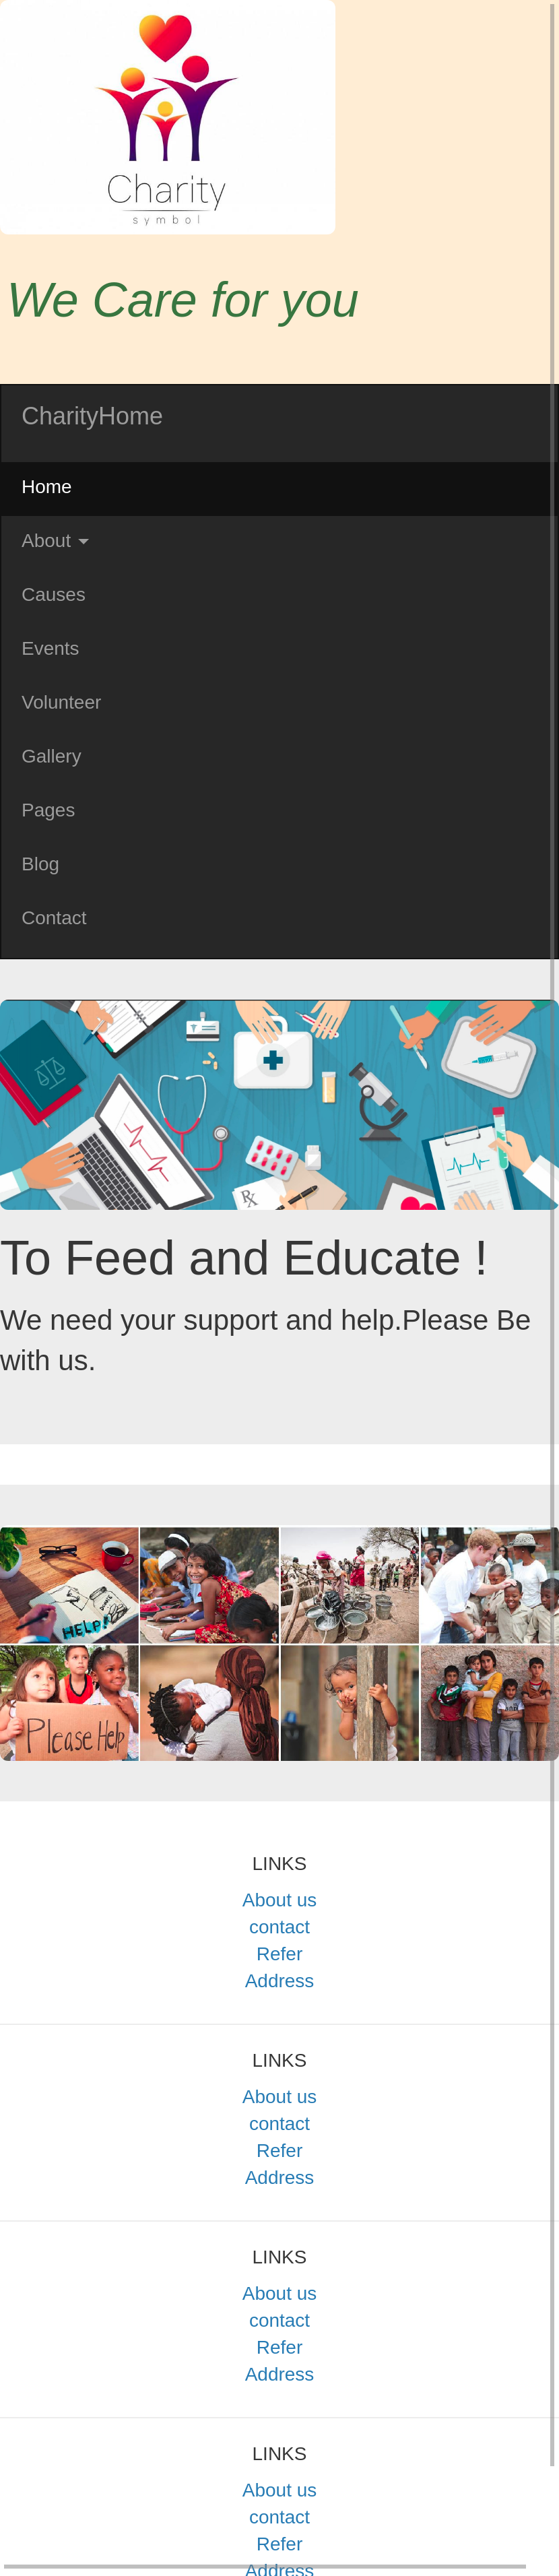 Charity
symbol
We Care for you
CharityHome
Home
About
Causes
Events
Volunteer
Gallery
Pages
Blog
Contact
RX
To Feed and Educate !
We need your support and help.Please Be
with us.
HELP!
Please Help
LINKS
About us
contact
Refer
Address
LINKS
About us
contact
Refer
Address
LINKS
About us
contact
Refer
Address
LINKS
About us
contact
Refer
Address